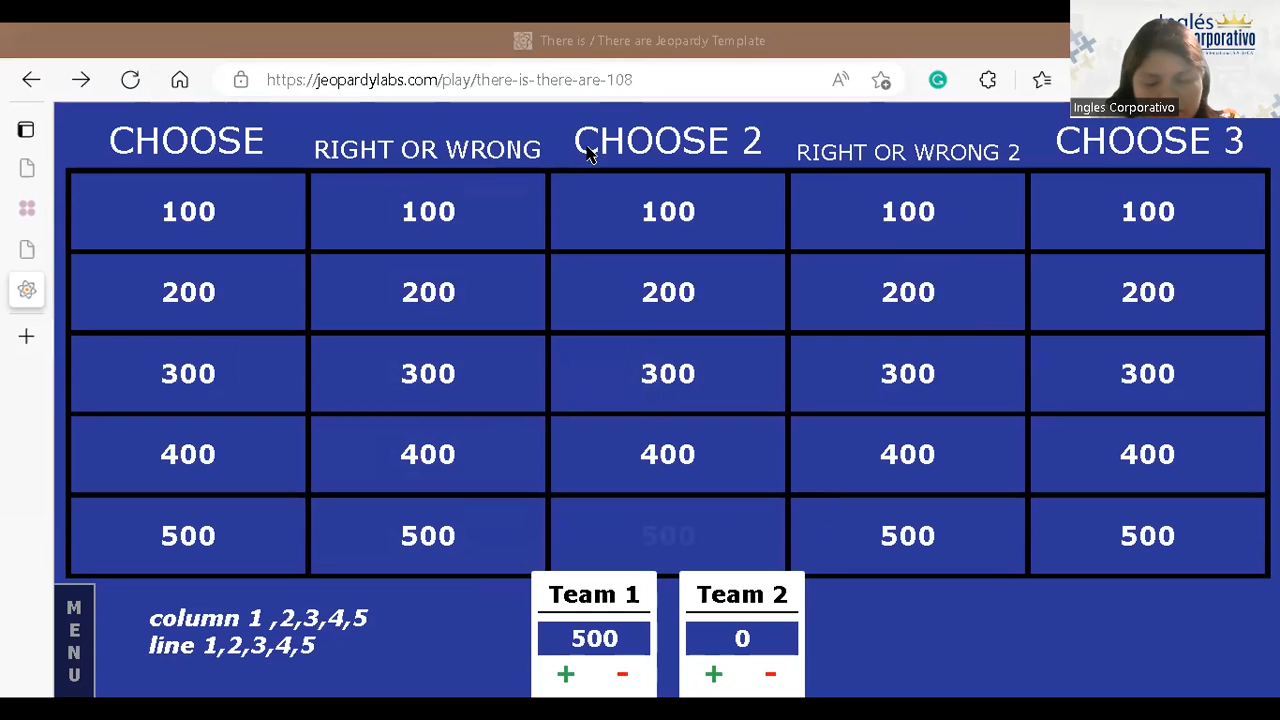 There is / There are Jeopardy Template
Inglés
Corporativo
https://jeopardylabs.com/play/there-is-there-are-108
Ingles Corporativo
CHOOSE
RIGHT OR WRONG
CHOOSE 2
RIGHT OR WRONG 2
CHOOSE 3
100 100 100 100 100
200 200 200 200 200
300 300 300 300 300
400 400 400 400 400
500 500 500 500 500
MENU
column 1 ,2,3,4,5
line 1,2,3,4,5
Team 1
500
+ -
Team 2
0
+ -